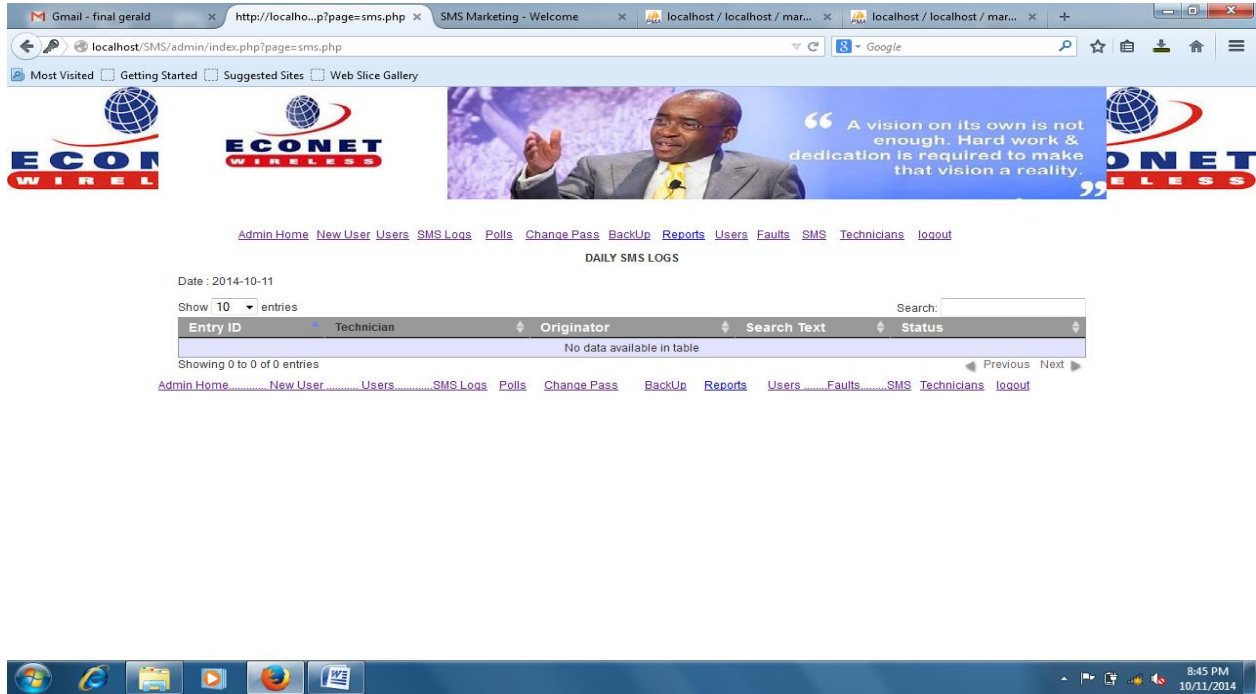 Gmail - final gerald
http://localho...p?page=sms.php
SMS Marketing - Welcome
localhost / localhost / mar...
localhost / localhost / mar...
localhost/SMS/admin/index.php?page=sms.php
Google
Most Visited Getting Started Suggested Sites Web Slice Gallery
ECON
WIREL
ECONET
WIRELESS
“ A vision on its own is not
enough. Hard work &
dedication is required to make
that vision a reality. ”
ONET
ELESS
Admin Home New User Users SMS Logs Polls Change Pass BackUp Reports Users Faults SMS Technicians logout
DAILY SMS LOGS
Date : 2014-10-11
Show 10 entries
Search:
Entry ID Technician Originator Search Text Status
No data available in table
Showing 0 to 0 of 0 entries
Previous Next
Admin Home............. New User ........... Users.............SMS Logs Polls Change Pass BackUp Reports Users ........Faults.........SMS Technicians logout
8:45 PM
10/11/2014